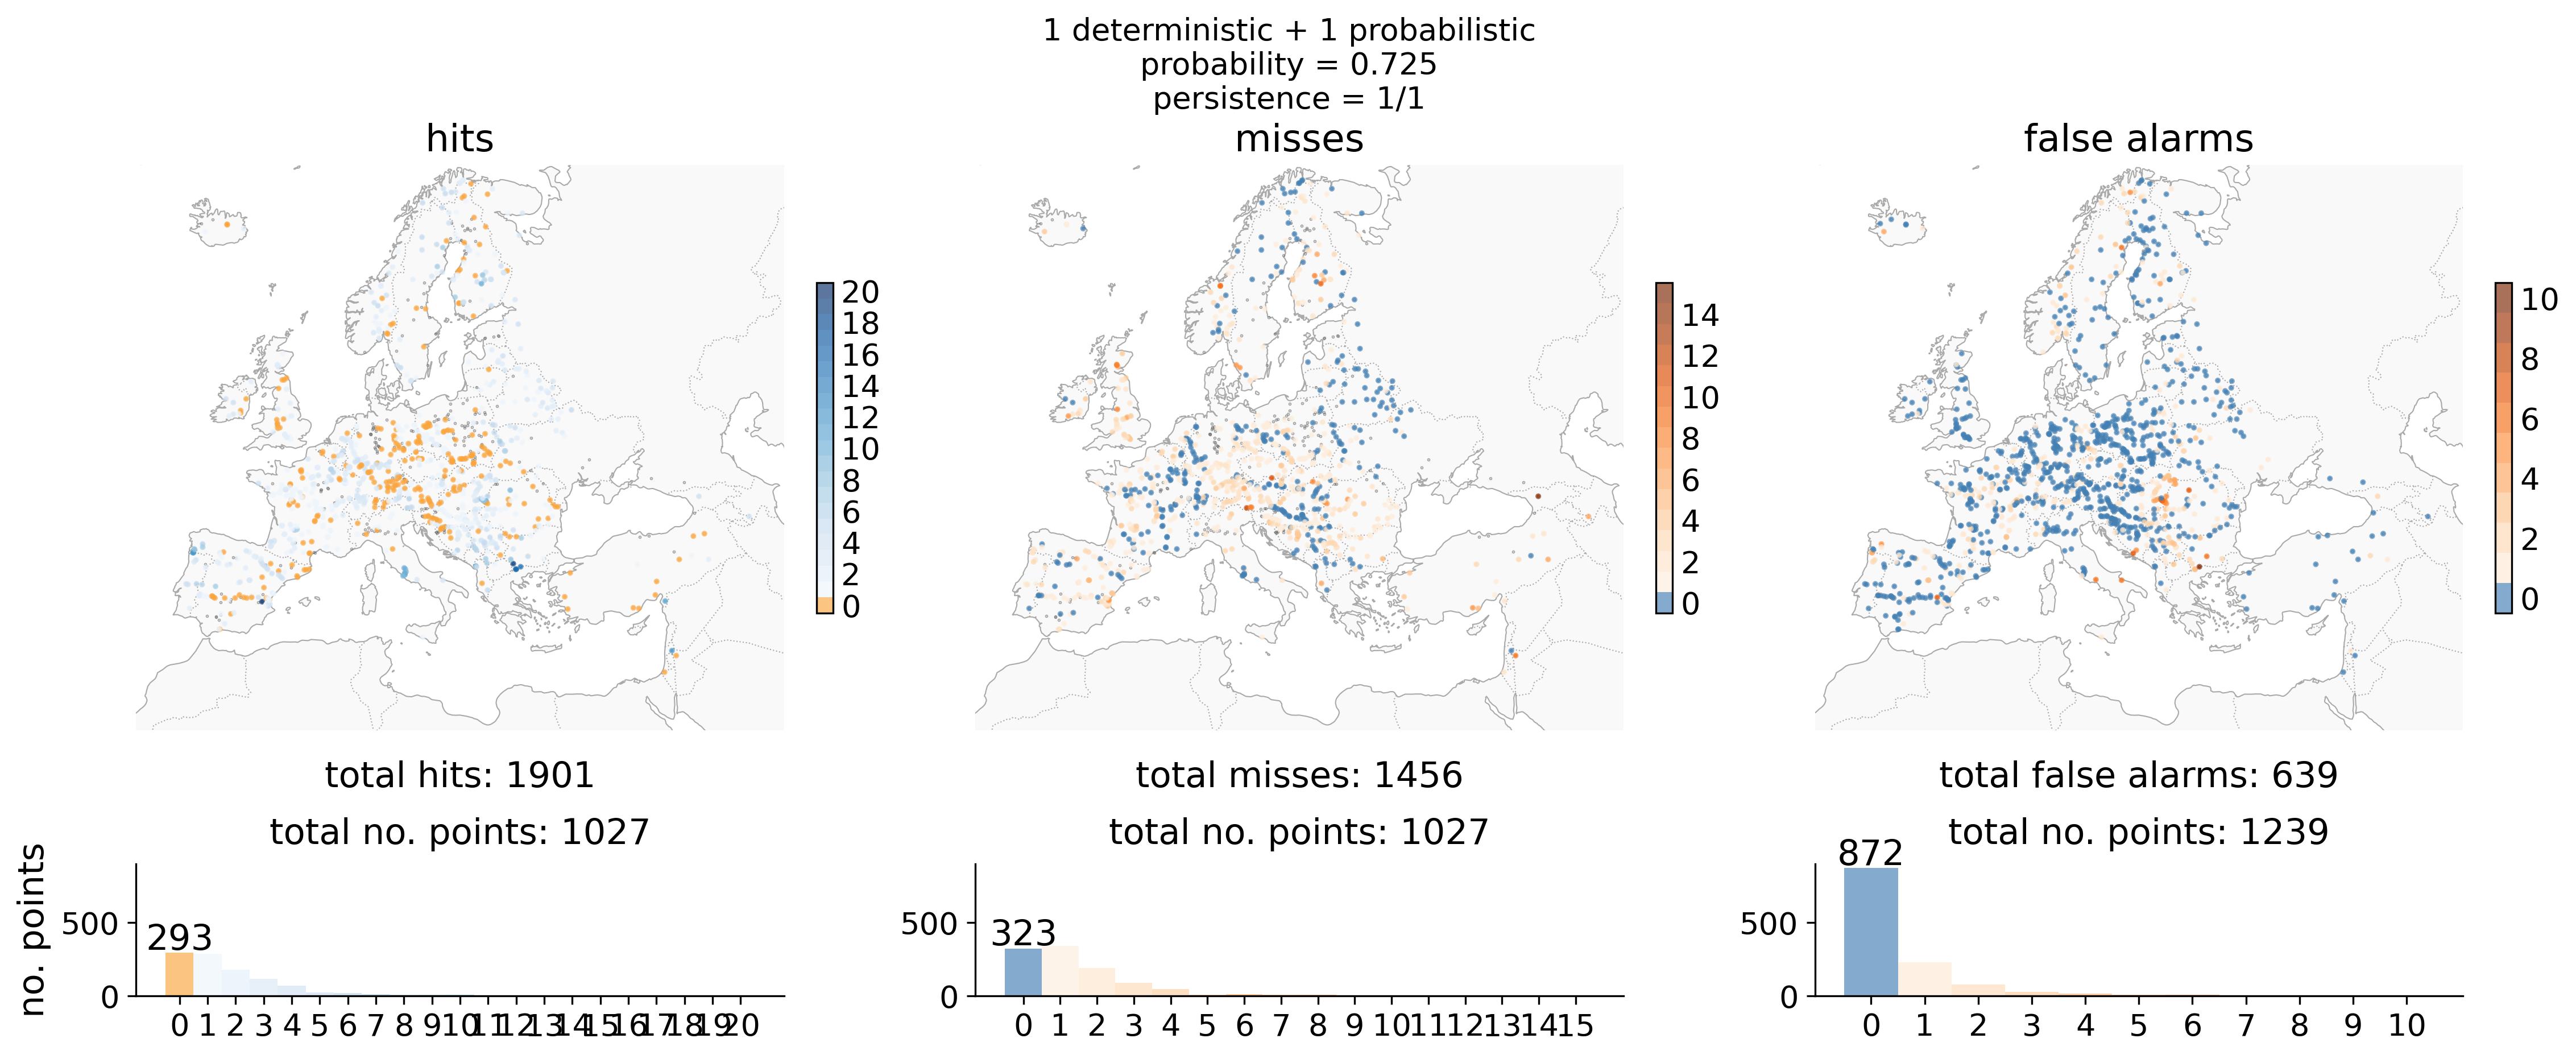 1 deterministic + 1 probabilistic
probability = 0.725
persistence = 1/1
hits
misses
false alarms
20
18
16
14
12
10
8
6
4
2
0
14
12
10
8
6
4
2
0
10
8
6
4
2
0
total hits: 1901
total misses: 1456
total false alarms: 639
total no. points: 1027
total no. points: 1027
total no. points: 1239
no. points
500
0
293
0 1 2 3 4 5 6 7 8 9 10 11 12 13 14 15 16 17 18 19 20
500
0
323
0 1 2 3 4 5 6 7 8 9 10 11 12 13 14 15
500
0
872
0 1 2 3 4 5 6 7 8 9 10